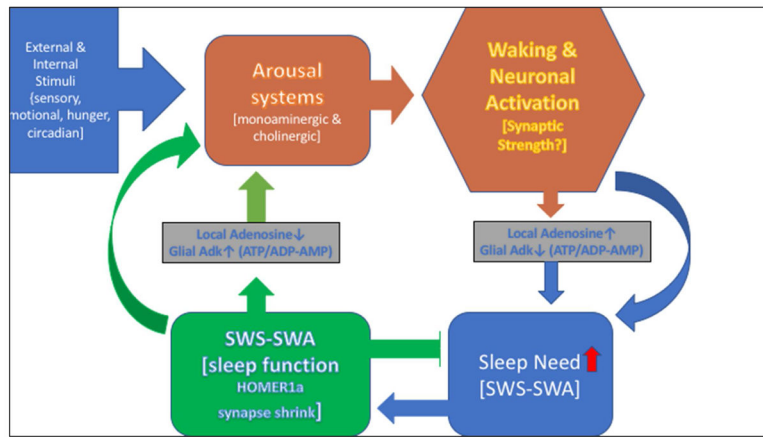 External &
Internal
Stimuli
{sensory,
motional, hunger,
circadian]
Arousal
systems
[monoaminergic &
cholinergic]
Waking &
Neuronal
Activation
[Synaptic
Strength?]
Local Adenosine↓
Glial Adk↑ (ATP/ADP-AMP)
Local Adenosine↑
Glial Adk↓ (ATP/ADP-AMP)
SWS-SWA
[sleep function
HOMER1a
synapse shrink]
Sleep Need
[SWS-SWA]